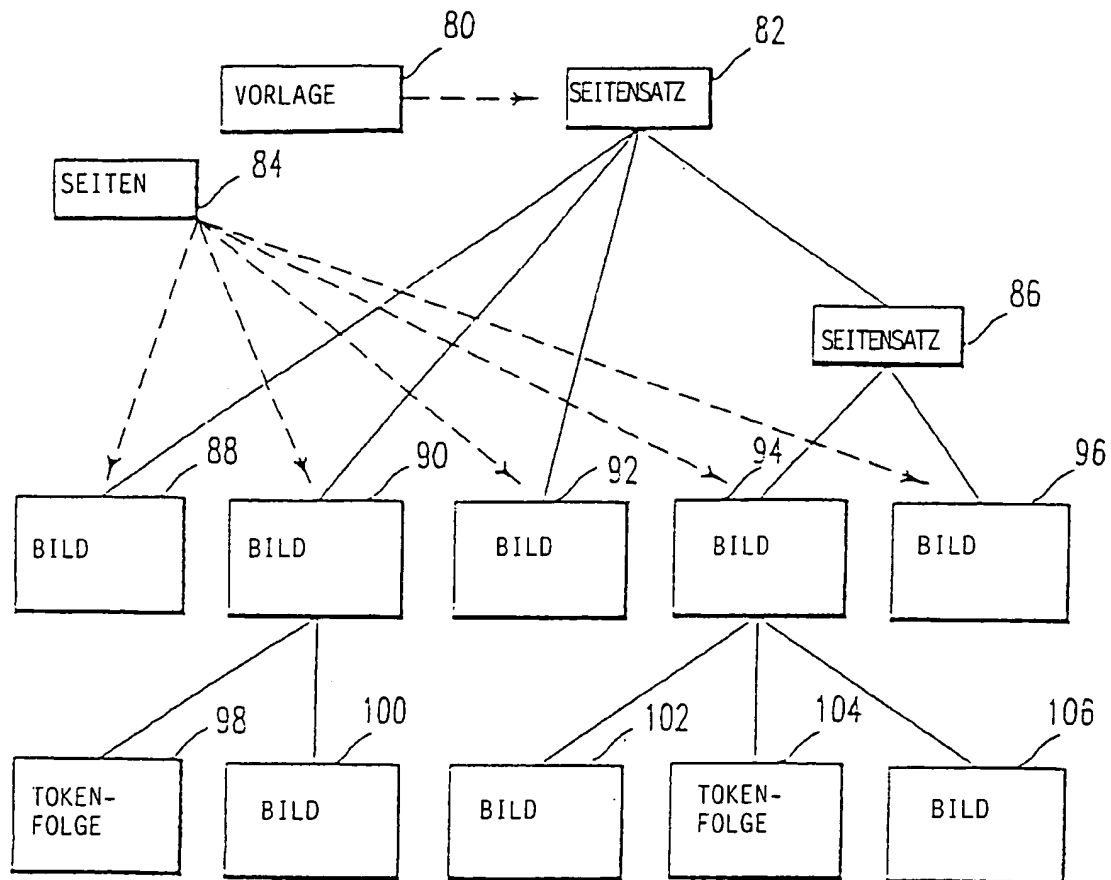 80
82
VORLAGE
SEITENSATZ
SEITEN
84
86
SEITENSATZ
88
90
92
94
96
BILD
BILD
BILD
BILD
BILD
98
100
102
104
106
TOKEN-
FOLGE
BILD
BILD
TOKEN-
FOLGE
BILD